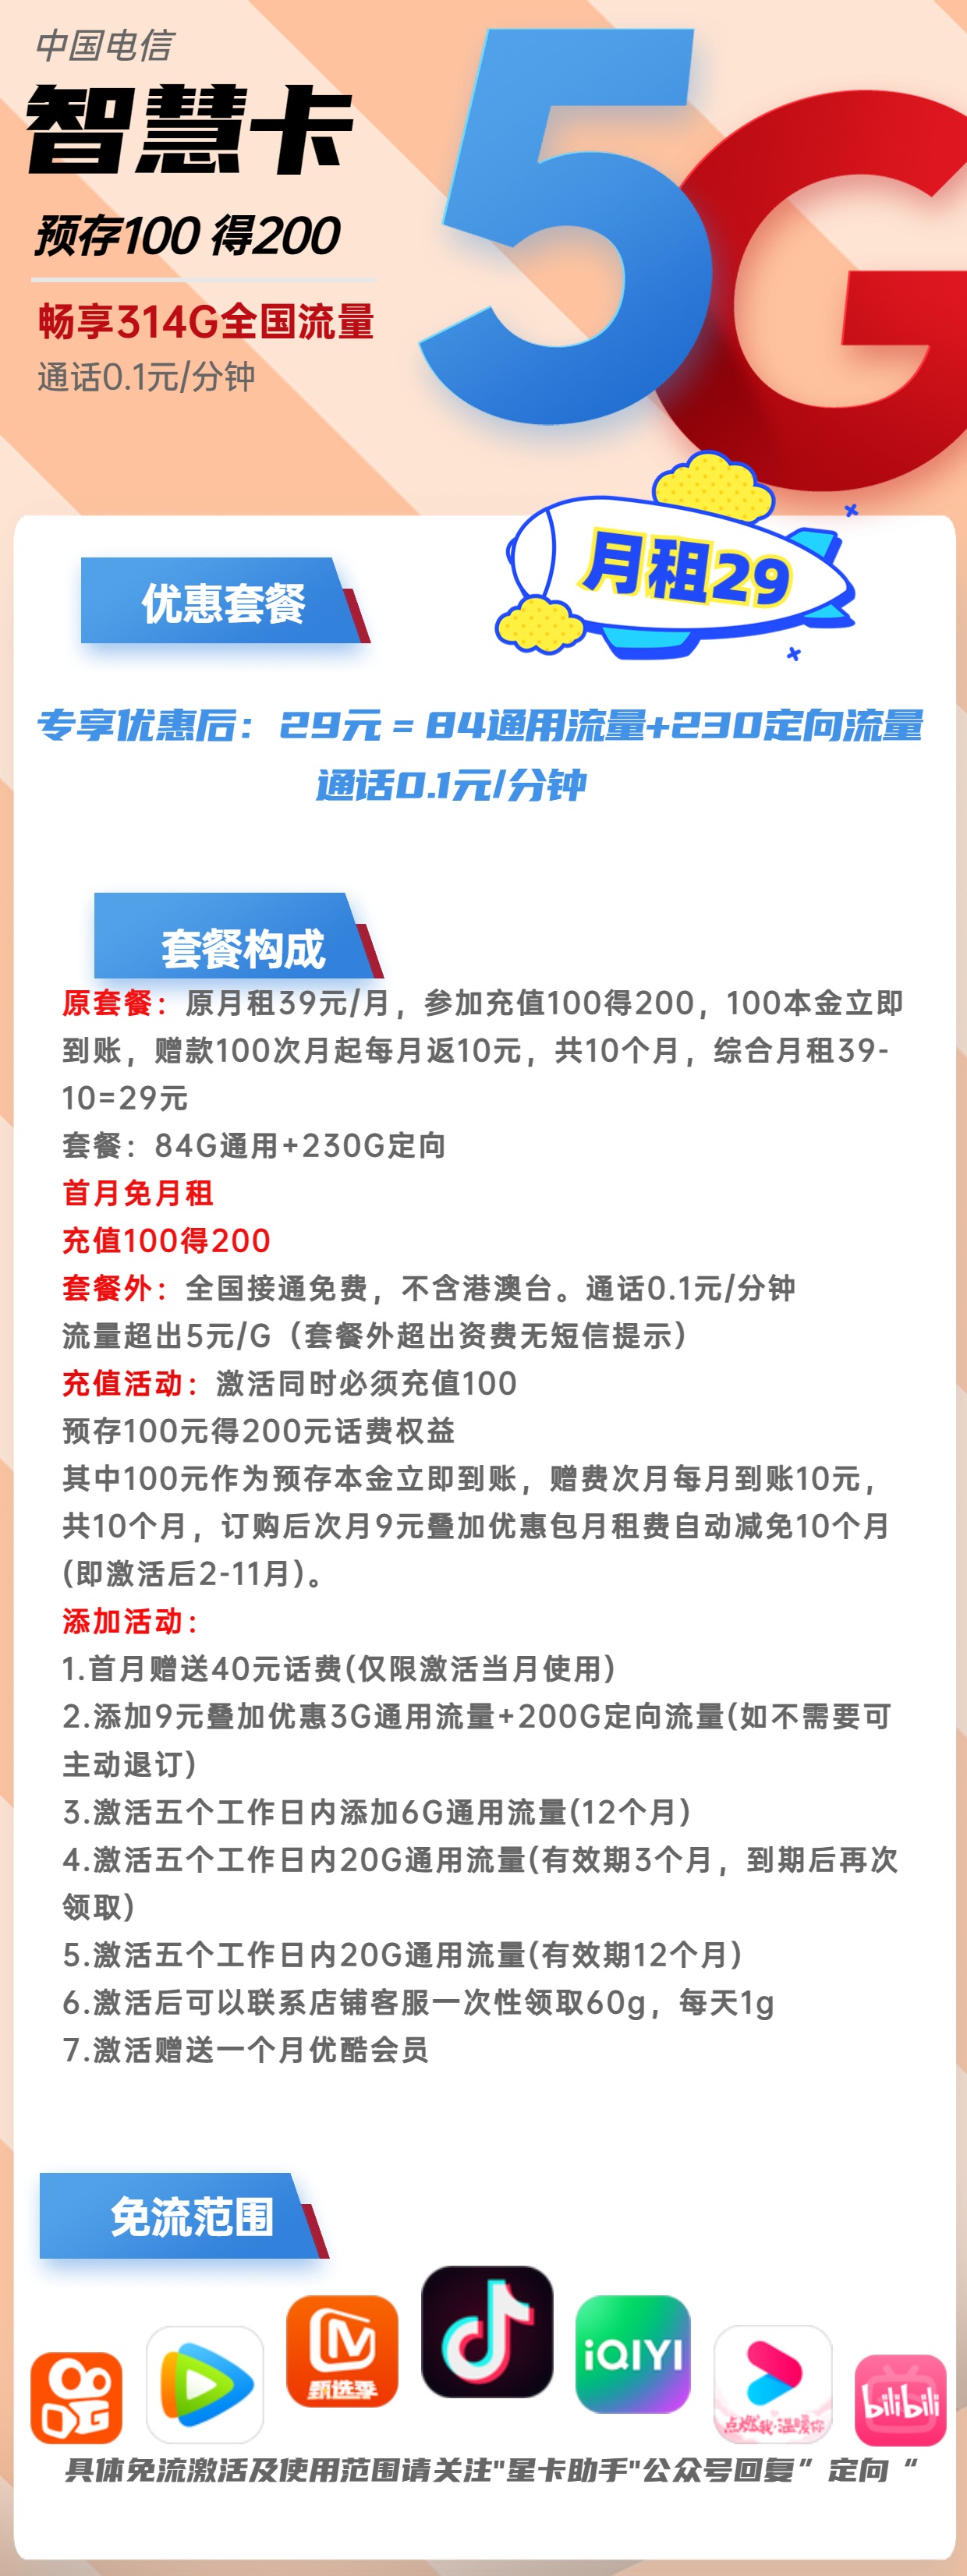 中国电信
智慧卡
预存100 得200
畅享314G全国流量
通话0.1元/分钟
5G
月租29
优惠套餐
专享优惠后：29元 = 84通用流量+230定向流量
通话0.1元/分钟
套餐构成
原套餐：原月租39元/月，参加充值100得200，100本金立即
到账，赠款100次月起每月返10元，共10个月，综合月租39-
10=29元
套餐：84G通用+230G定向
首月免月租
充值100得200
套餐外：全国接通免费，不含港澳台。通话0.1元/分钟
流量超出5元/G（套餐外超出资费无短信提示）
充值活动：激活同时必须充值100
预存100元得200元话费权益
其中100元作为预存本金立即到账，赠费次月每月到账10元，
共10个月，订购后次月9元叠加优惠包月租费自动减免10个月
(即激活后2-11月)。
添加活动：
1.首月赠送40元话费(仅限激活当月使用)
2.添加9元叠加优惠3G通用流量+200G定向流量(如不需要可
主动退订)
3.激活五个工作日内添加6G通用流量(12个月)
4.激活五个工作日内20G通用流量(有效期3个月，到期后再次
领取)
5.激活五个工作日内20G通用流量(有效期12个月)
6.激活后可以联系店铺客服一次性领取60g，每天1g
7.激活赠送一个月优酷会员
免流范围
甄选季
iQIYI
点燃我·温暖你
bilibili
具体免流激活及使用范围请关注"星卡助手"公众号回复”定向“